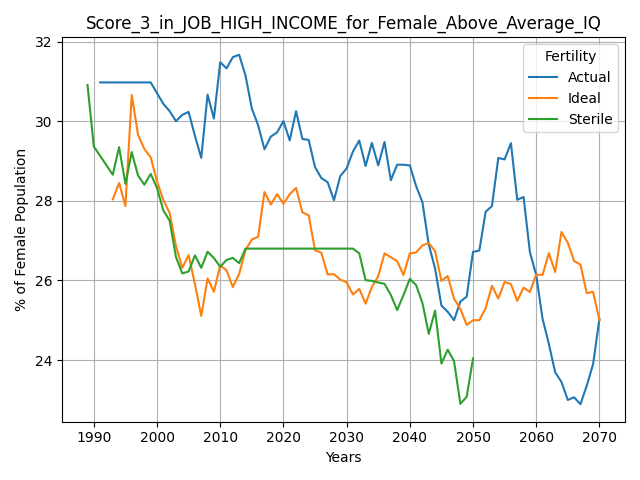 Score_3_in_JOB_HIGH_INCOME_for_Female_Above_Average_IQ
Fertility
Actual
Ideal
Sterile
% of Female Population
32
30
28
26
24
1990 2000 2010 2020 2030 2040 2050 2060 2070
Years